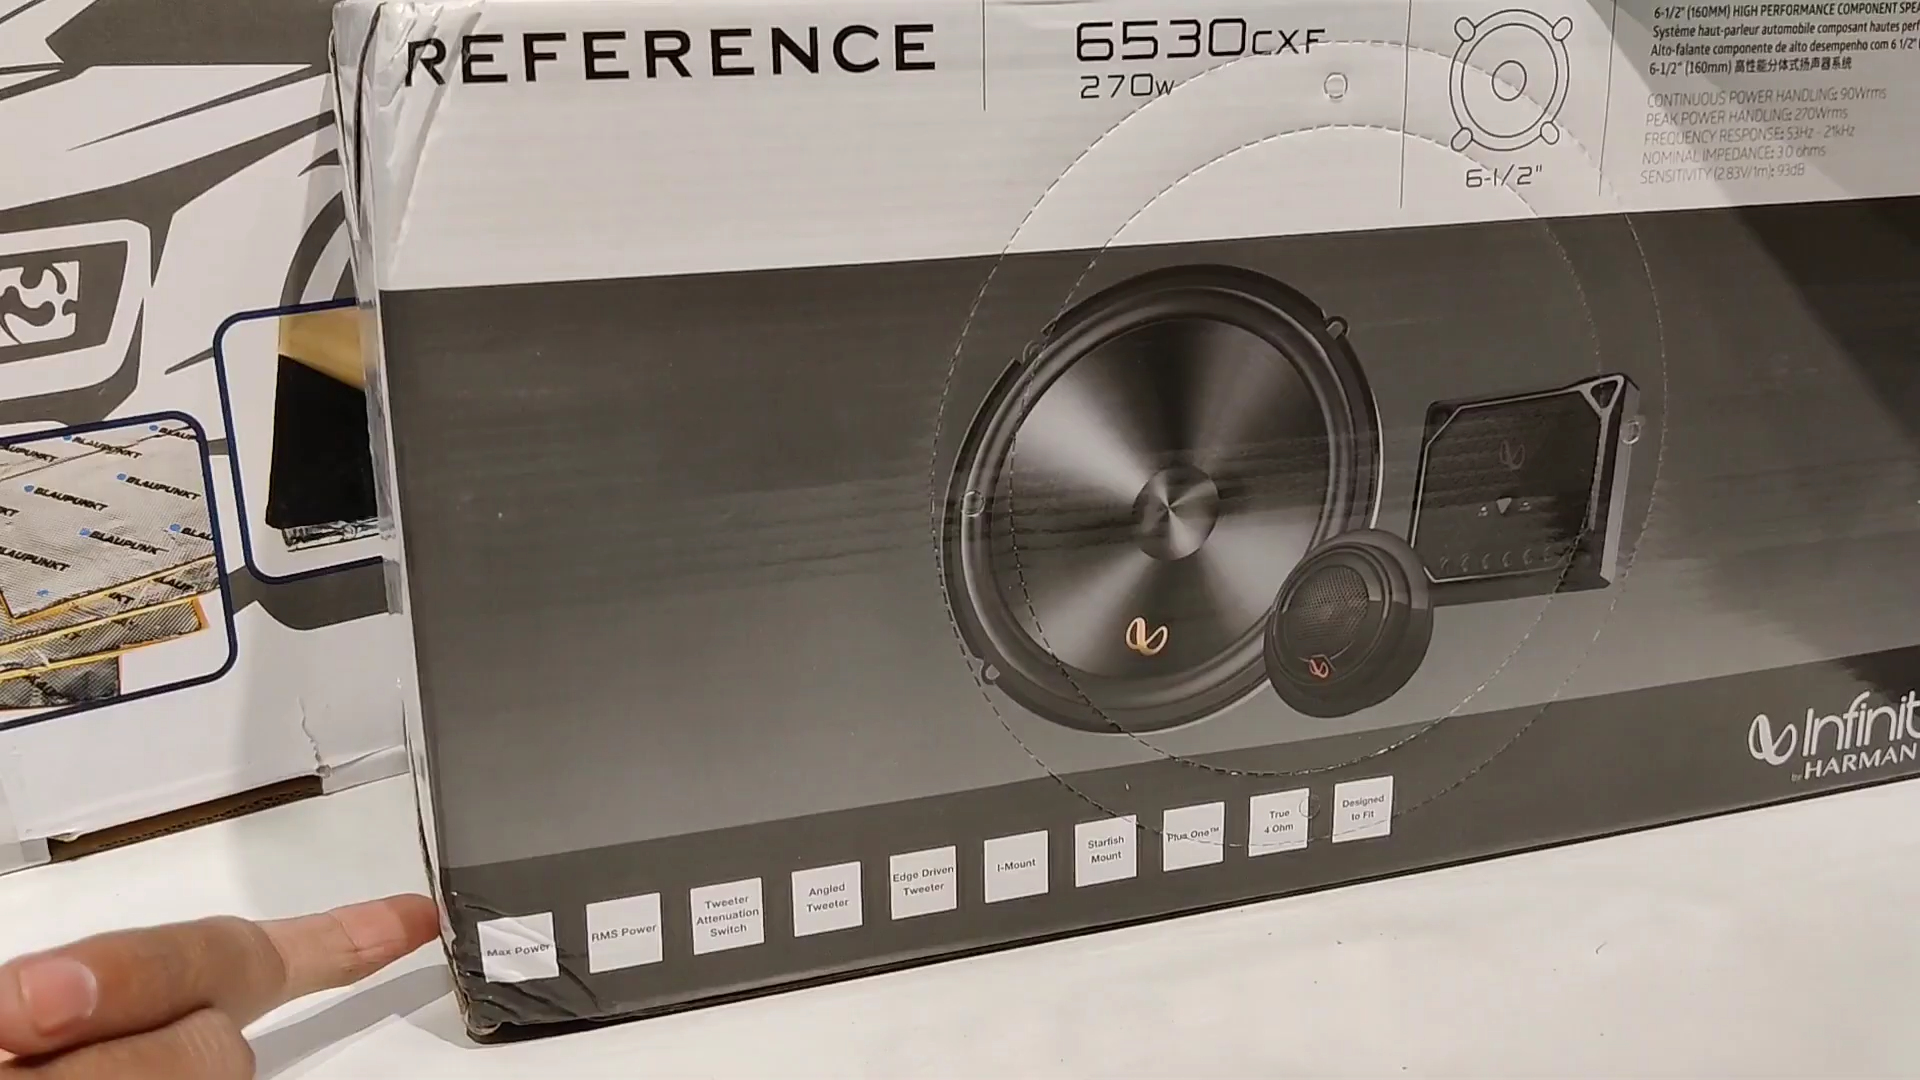 REFERENCE
6530CXF
270W
6-1/2"
6-1/2" (160MM) HIGH PERFORMANCE COMPONENT
Système haut-parleur automobile composant hautes
Alto-falante componente de alto desempenho com 6 1/2"
6-1/2" (160mm) 高性能分体式扬声器系统
CONTINUOUS POWER HANDLING: 90Wrms
PEAK POWER HANDLING: 270Wrms
FREQUENCY RESPONSE: 53Hz - 21kHz
NOMINAL IMPEDANCE: 3.0 ohms
SENSITIVITY (2.83V/1m): 93dB
BLAUPUNKT
BLAUPUNKT
BLAUPUNKT
BLAUPUNKT
BLAUPUNKT
Infinit
by HARMAN
Max Power
RMS Power
Tweeter
Attenuation
Switch
Angled
Tweeter
Edge Driven
Tweeter
I-Mount
Starfish
Mount
Plus One™
True
4 Ohm
Designed
to Fit